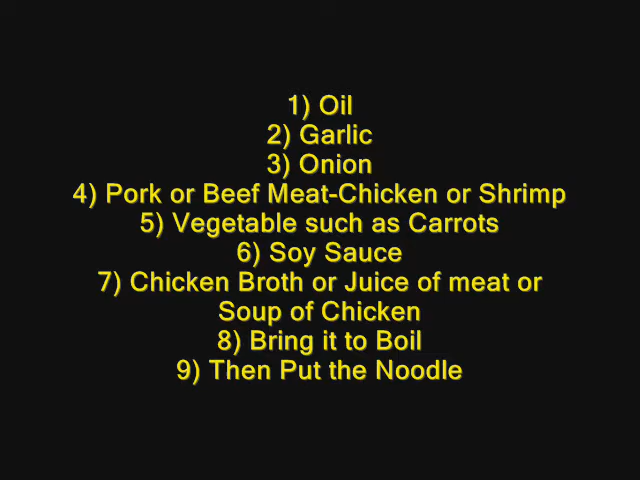 1) Oil
2) Garlic
3) Onion
4) Pork or Beef Meat-Chicken or Shrimp
5) Vegetable such as Carrots
6) Soy Sauce
7) Chicken Broth or Juice of meat or
Soup of Chicken
8) Bring it to Boil
9) Then Put the Noodle